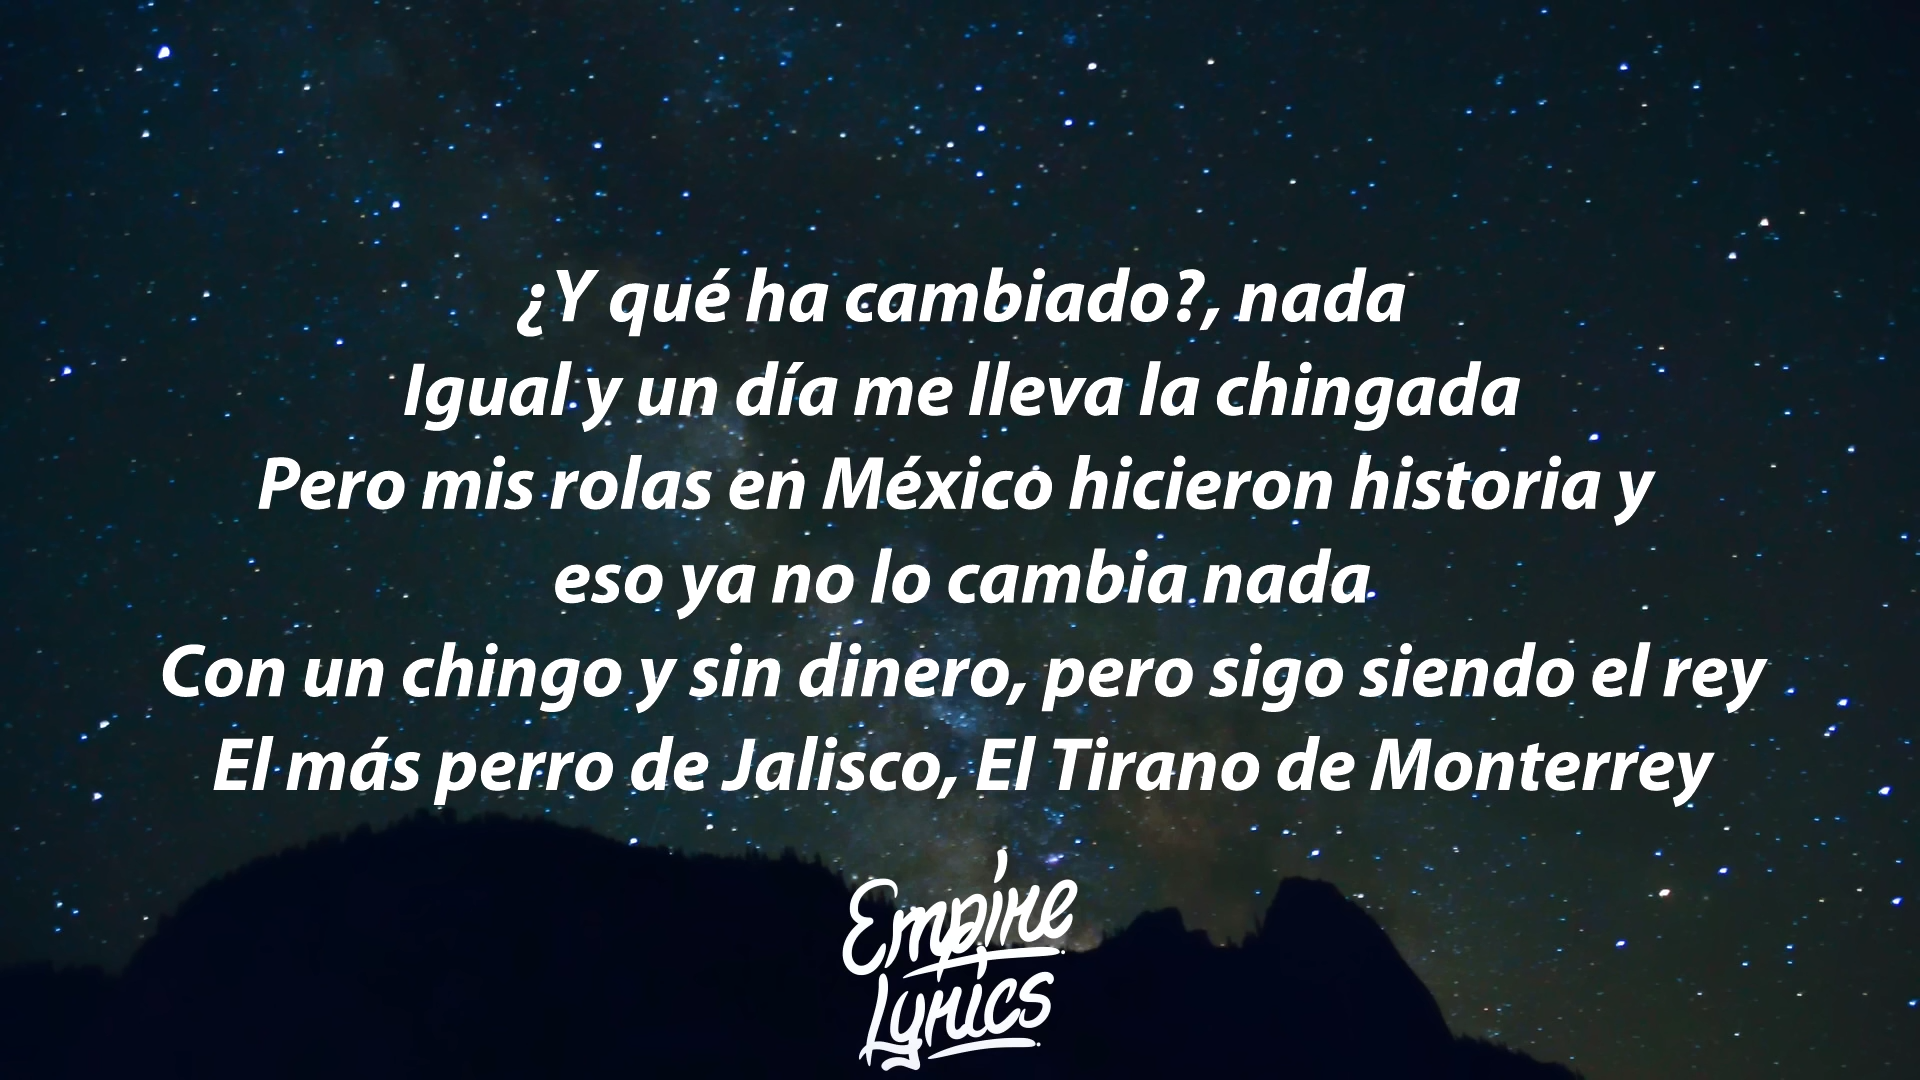 ¿Y qué ha cambiado?, nada
Igual y un día me lleva la chingada
Pero mis rolas en México hicieron historia y
eso ya no lo cambia nada
Con un chingo y sin dinero, pero sigo siendo el rey
El más perro de Jalisco, El Tirano de Monterrey
Empire
Lyrics